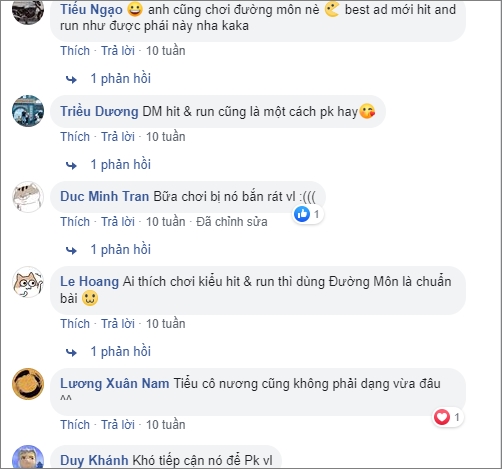 Tiếu Ngạo anh cũng chơi đường môn nè best ad mới hit and
run như được phái này nha kaka
Thích · Trả lời · 10 tuần
1 phản hồi
Triều Dương DM hit & run cũng là một cách pk hay
Thích · Trả lời · 10 tuần
1 phản hồi
Duc Minh Tran Bữa chơi bị nó bắn rát vl :(((
1
Thích · Trả lời · 10 tuần · Đã chỉnh sửa
1 phản hồi
Le Hoang Ai thích chơi kiểu hit & run thì dùng Đường Môn là chuẩn
bài
Thích · Trả lời · 10 tuần
1 phản hồi
Lương Xuân Nam Tiểu cô nương cũng không phải dạng vừa đâu
^^
1
Thích · Trả lời · 10 tuần
Duy Khánh Khó tiếp cận nó để Pk vl